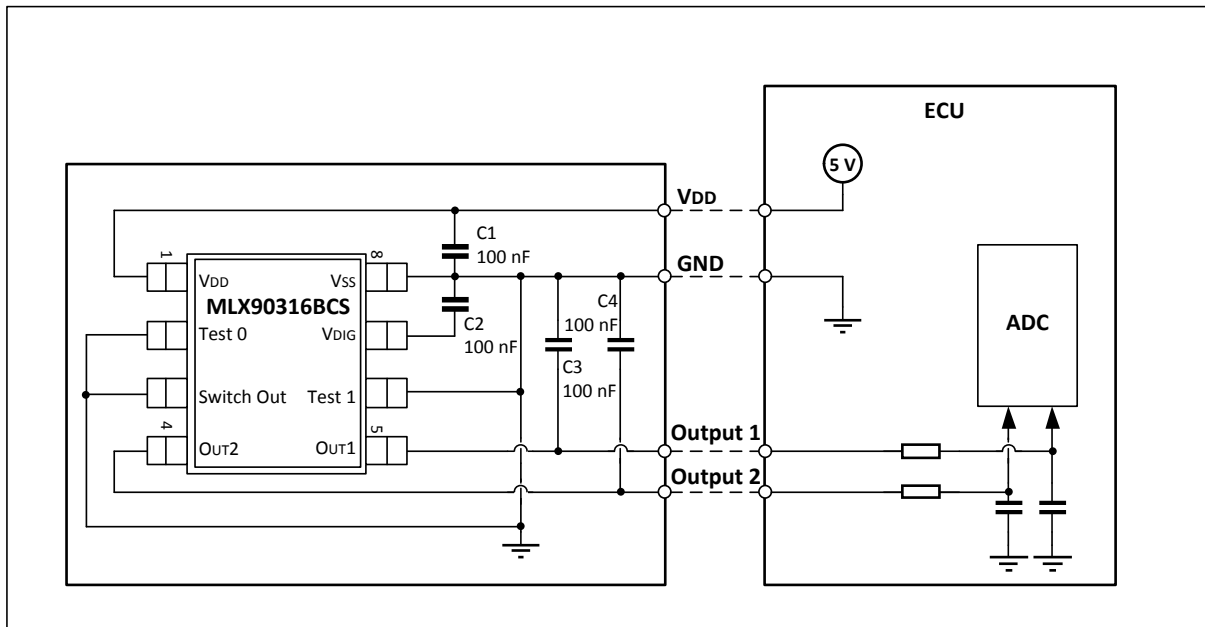 ECU
5 V
VDD
C1
100 nF
GND
1
8
VDD
VSS
MLX90316BCS
C4
100 nF
ADC
Test 0
VDIG
C2
100 nF
C3
100 nF
Switch Out
Test 1
4
5
OUT2
OUT1
Output 1
Output 2